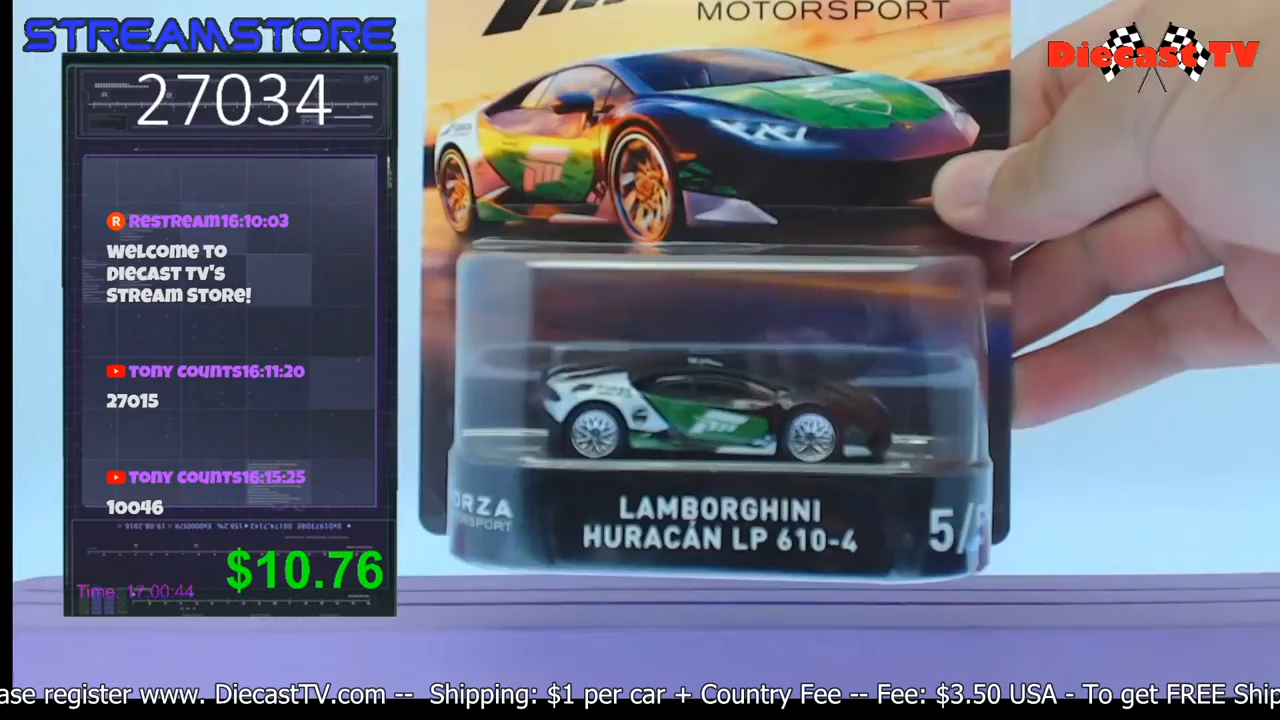 STREAMSTORE
27034
Restream16:10:03
Welcome to
Diecast TV's
Stream Store!
Tony Counts16:11:20
27015
Tony Counts16:15:25
10046
$10.76
Time: 17:00:44
MOTORSPORT
Diecast TV
LAMBORGHINI
HURACÁN LP 610-4
5/5
ase register www. DiecastTV.com -- Shipping: $1 per car + Country Fee -- Fee: $3.50 USA - To get FREE Ship